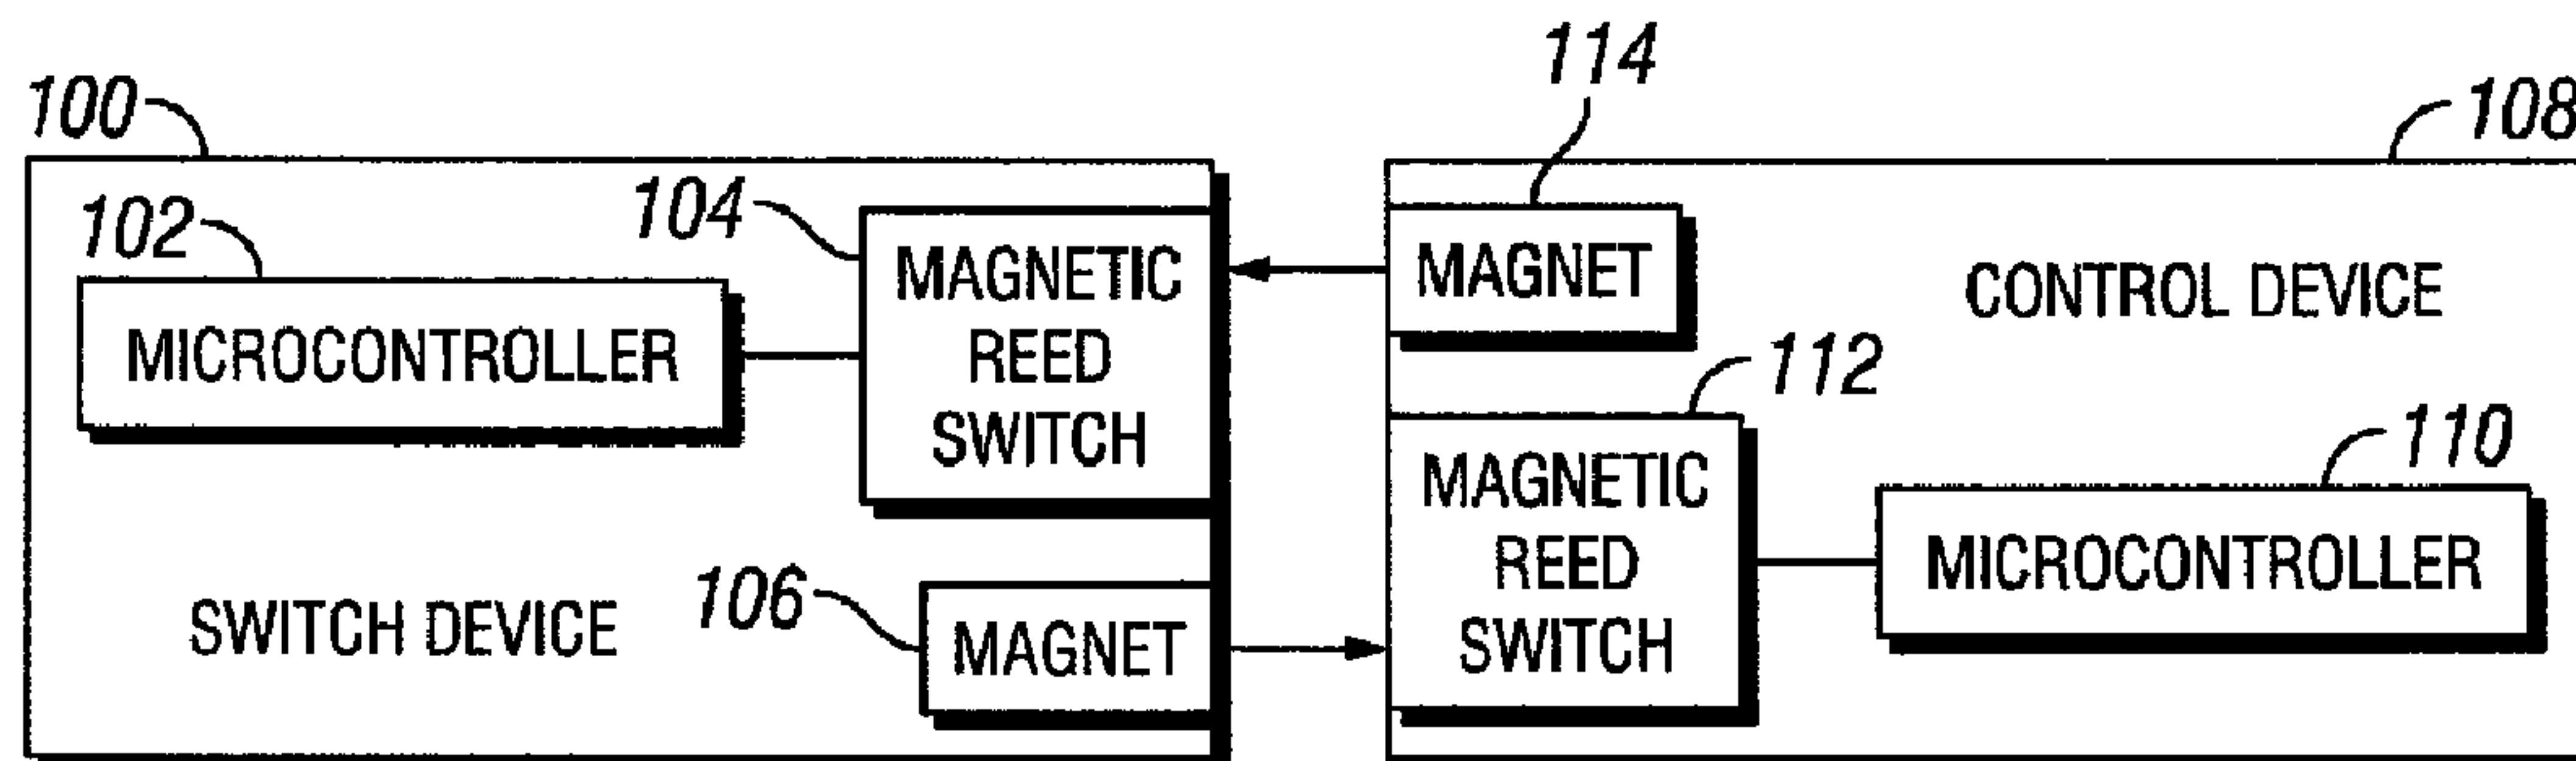 100
102
MICROCONTROLLER
104
MAGNETIC
REED
SWITCH
SWITCH DEVICE
106
MAGNET
114
MAGNET
108
CONTROL DEVICE
112
MAGNETIC
REED
SWITCH
110
MICROCONTROLLER